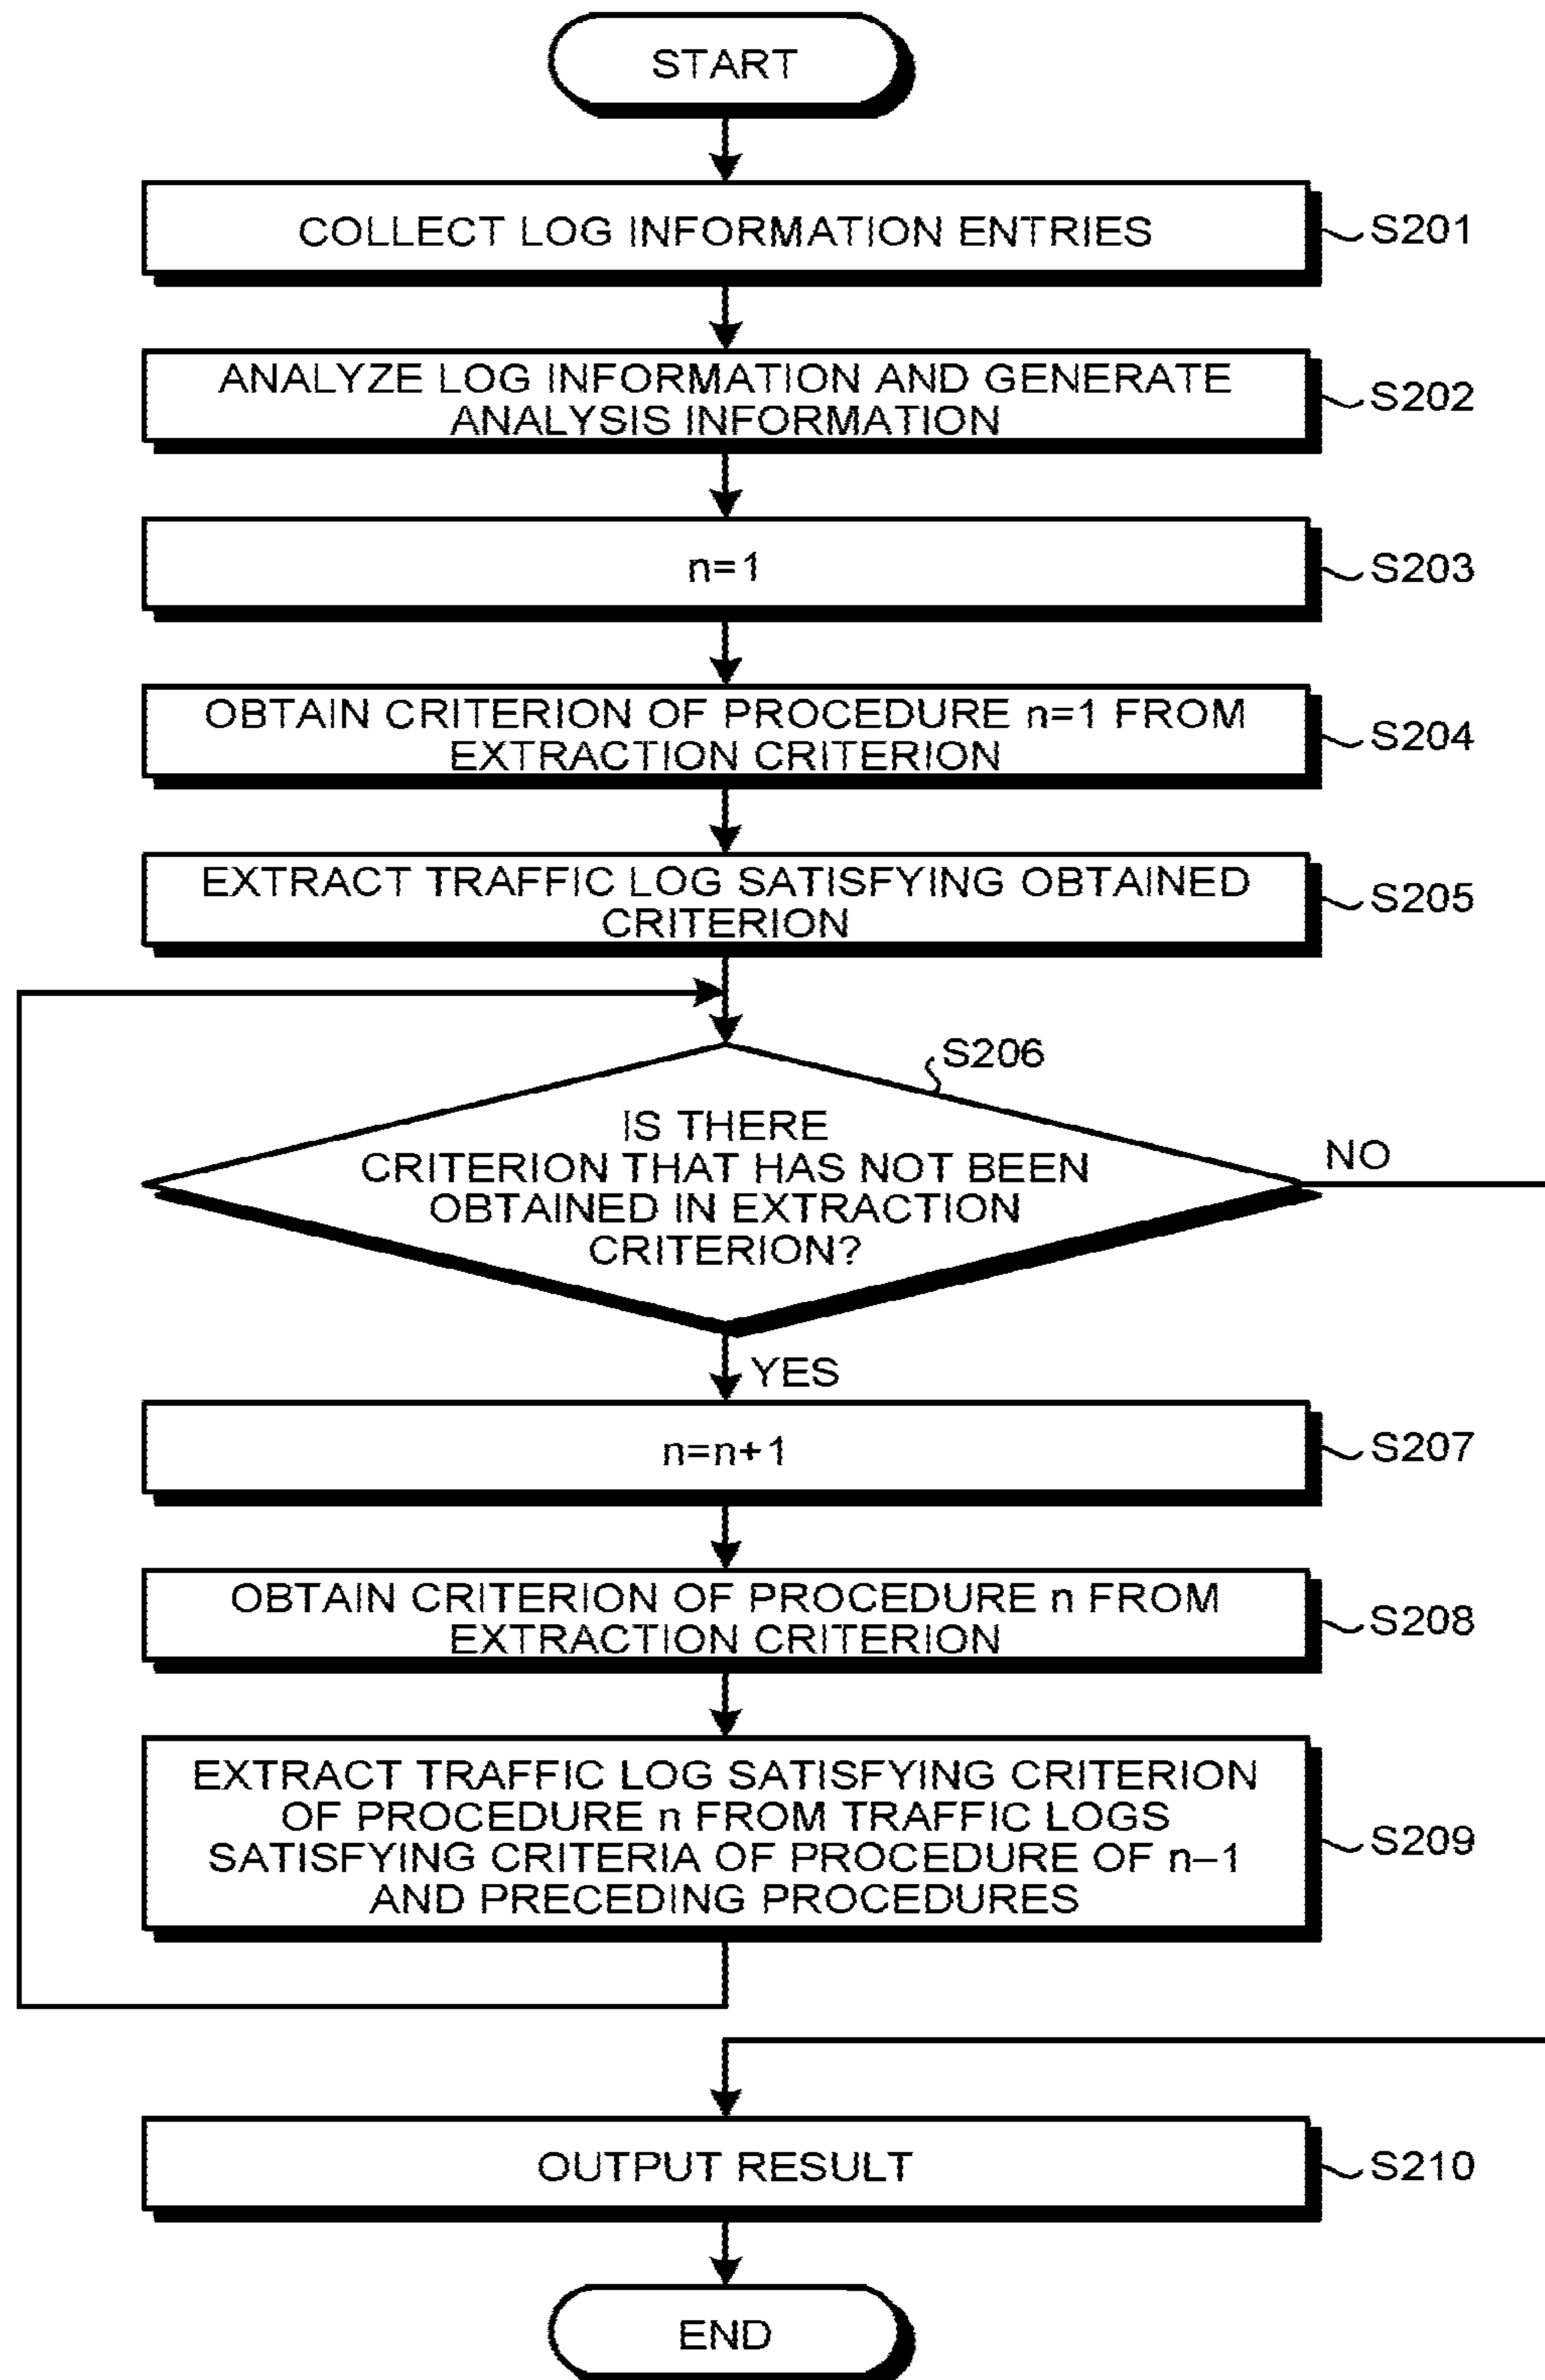 START
COLLECT LOG INFORMATION ENTRIES
S201
ANALYZE LOG INFORMATION AND GENERATE
ANALYSIS INFORMATION
S202
n=1
S203
OBTAIN CRITERION OF PROCEDURE n=1 FROM
EXTRACTION CRITERION
S204
EXTRACT TRAFFIC LOG SATISFYING OBTAINED
CRITERION
S205
S206
IS THERE
CRITERION THAT HAS NOT BEEN
OBTAINED IN EXTRACTION
CRITERION?
NO
YES
n=n+1
S207
OBTAIN CRITERION OF PROCEDURE n FROM
EXTRACTION CRITERION
S208
EXTRACT TRAFFIC LOG SATISFYING CRITERION
OF PROCEDURE n FROM TRAFFIC LOGS
SATISFYING CRITERIA OF PROCEDURE OF n–1
AND PRECEDING PROCEDURES
S209
OUTPUT RESULT
S210
END